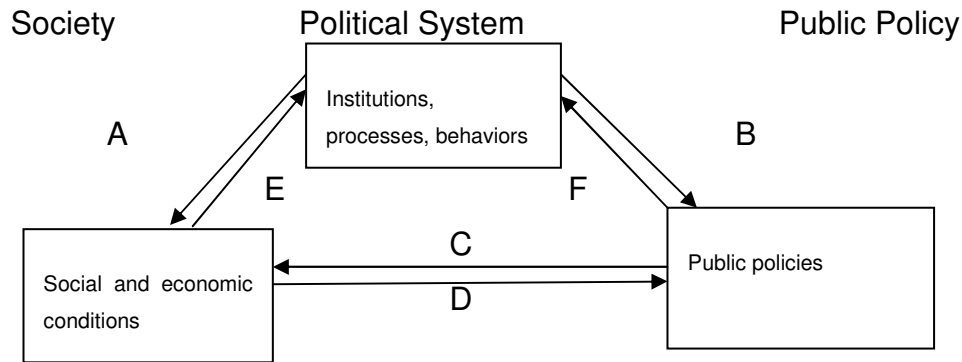 Society Political System Public Policy
Institutions,
processes, behaviors
A
B
E
F
C
Social and economic
conditions
Public policies
D